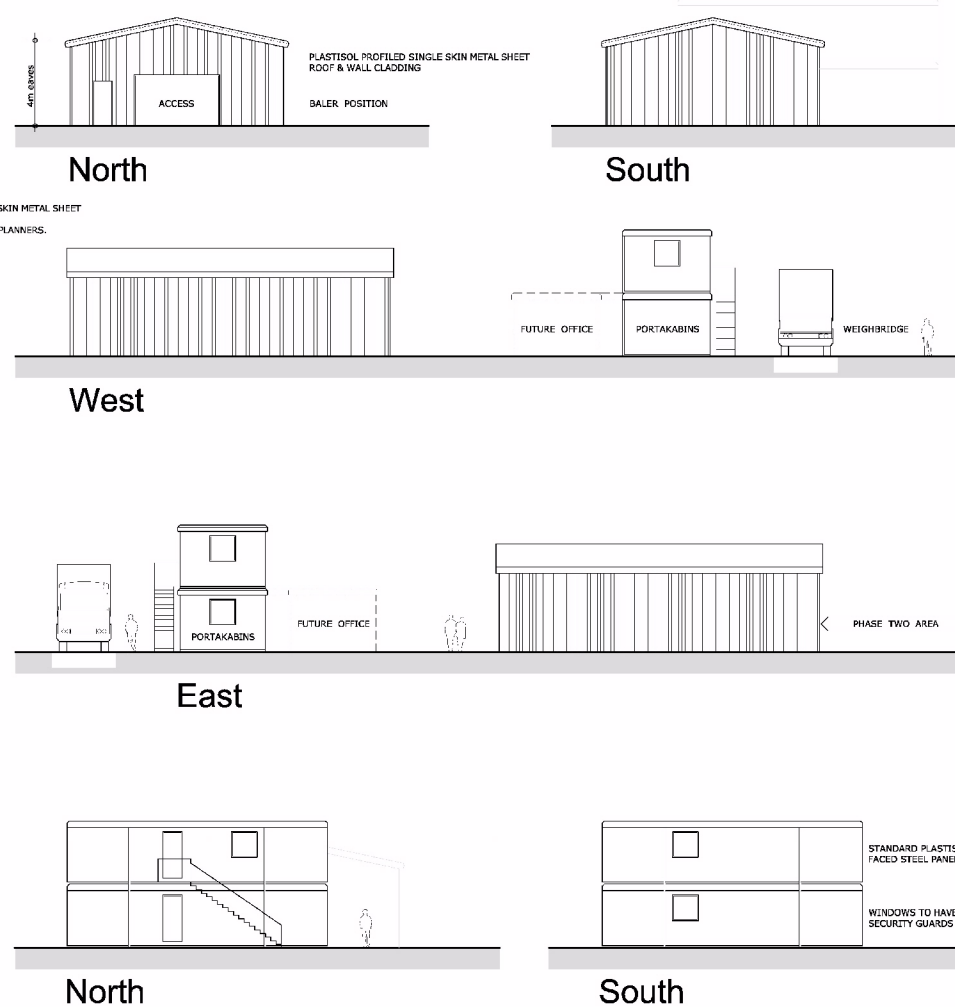 4m eaves
ACCESS
PLASTISOL PROFILED SINGLE SKIN METAL SHEET
ROOF & WALL CLADDING
BALER POSITION
North
South
SKIN METAL SHEET
PLANNERS.
FUTURE OFFICE
PORTAKABINS
WEIGHBRIDGE
West
PORTAKABINS
FUTURE OFFICE
PHASE TWO AREA
East
STANDARD PLASTIS
FACED STEEL PANE
WINDOWS TO HAVE
SECURITY GUARDS
North
South